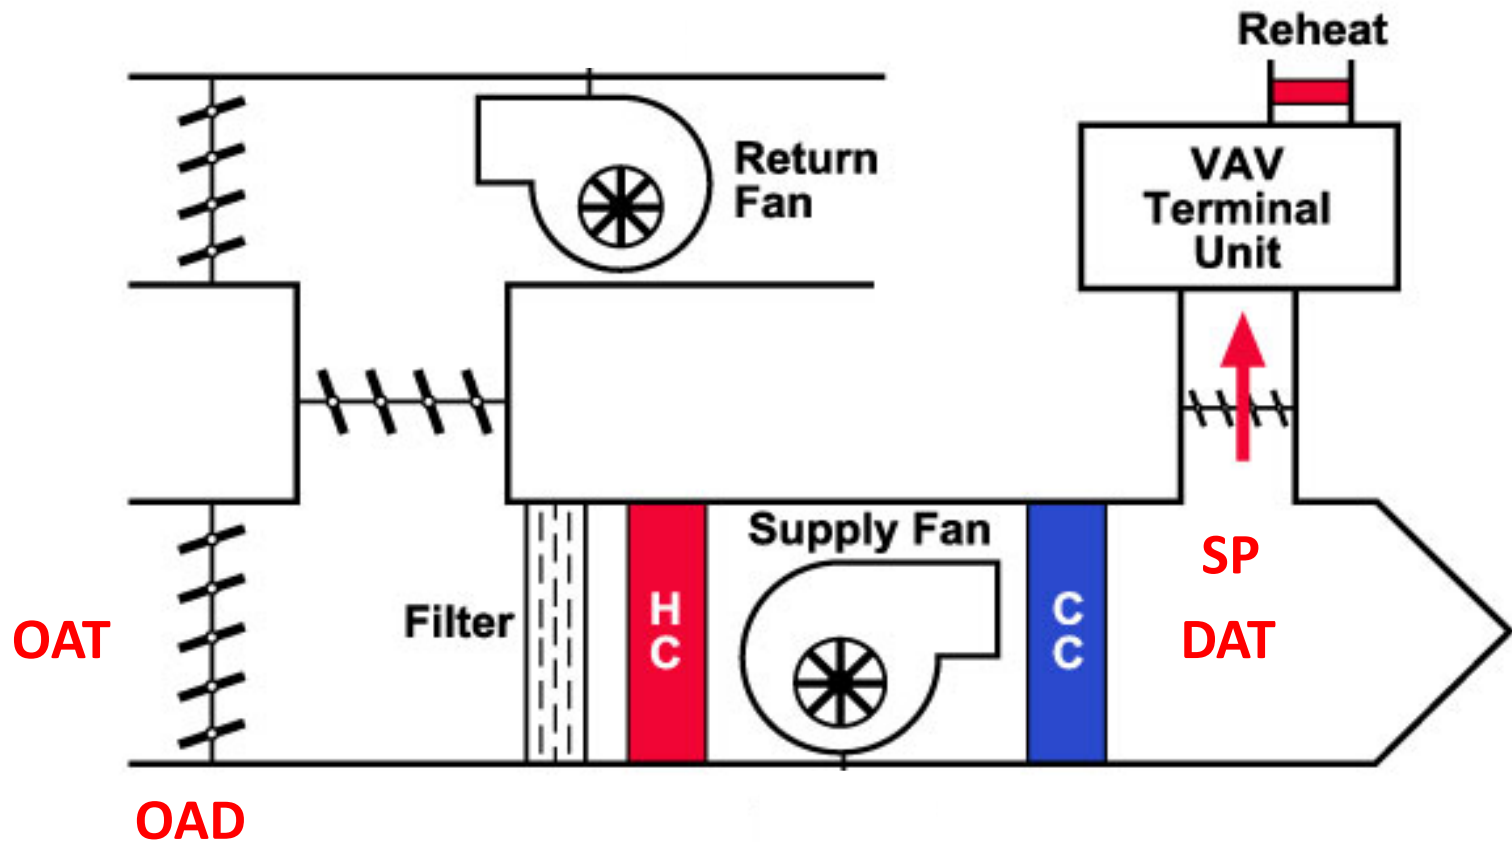 Reheat
Return
Fan
VAV
Terminal
Unit
Supply Fan
Filter
H
C
C
C
SP
DAT
OAT
OAD